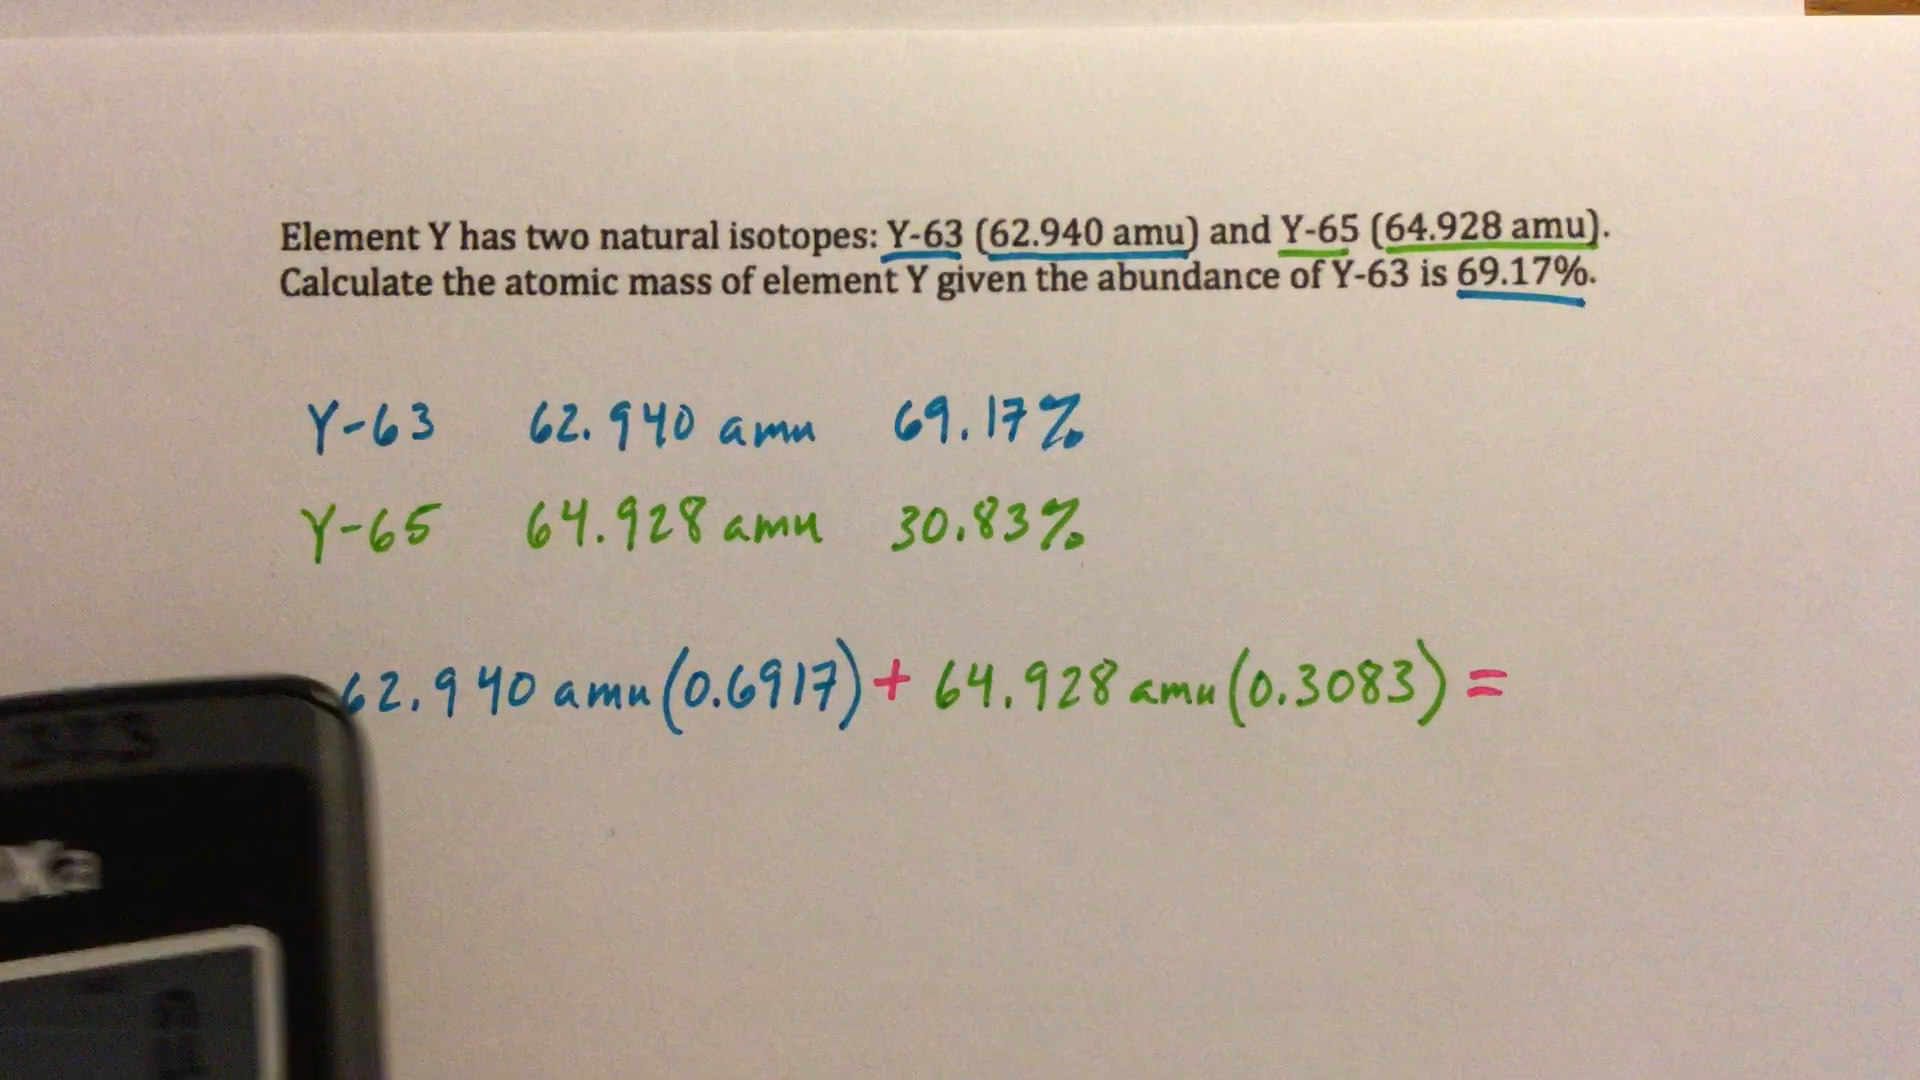 Element Y has two natural isotopes: Y-63 (62.940 amu) and Y-65 (64.928 amu).
Calculate the atomic mass of element Y given the abundance of Y-63 is 69.17%.
Y-63 62.940 amu 69.17%
Y-65 64.928 amu 30.83%
62.940 amu (0.6917) + 64.928 amu (0.3083) =